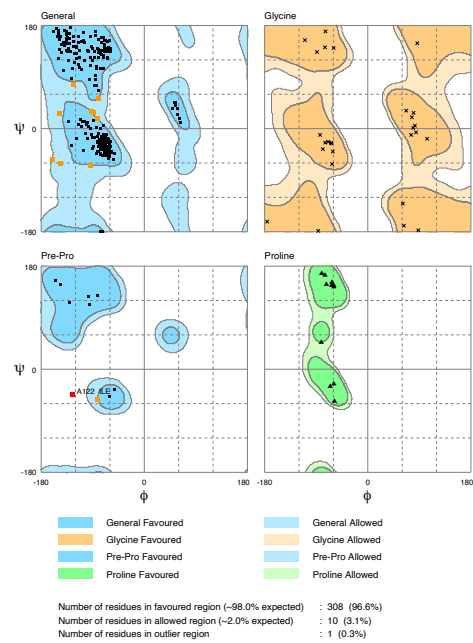 General Glycine
180 180
Ψ 0 0
-180 -180
Pre-Pro Proline
180 180
A122 ILE
Ψ 0 0
-180 0 180 -180 0 180
ϕ ϕ
General Favoured General Allowed
Glycine Favoured Glycine Allowed
Pre-Pro Favoured Pre-Pro Allowed
Proline Favoured Proline Allowed
Number of residues in favoured region (~98.0% expected) : 308 (96.6%)
Number of residues in allowed region (~2.0% expected) : 10 (3.1%)
Number of residues in outlier region : 1 (0.3%)